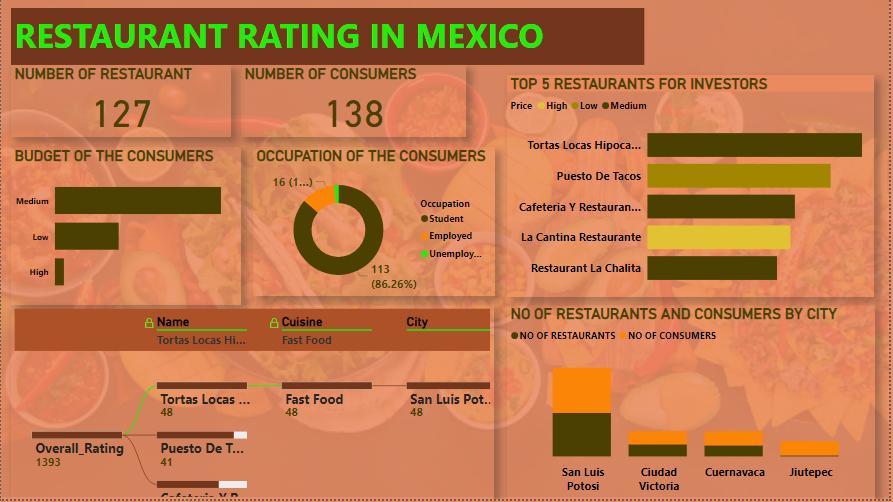 RESTAURANT RATING IN MEXICO
NUMBER OF RESTAURANT
127
NUMBER OF CONSUMERS
138
TOP 5 RESTAURANTS FOR INVESTORS
Price High Low Medium
Tortas Locas Hipoca...
Puesto De Tacos
Cafeteria Y Restauran...
La Cantina Restaurante
Restaurant La Chalita
BUDGET OF THE CONSUMERS
Medium
Low
High
OCCUPATION OF THE CONSUMERS
16 (1...)
113
(86.26%)
Occupation
Student
Employed
Unemploy...
Name
Tortas Locas Hi...
Cuisine
Fast Food
City
Overall_Rating
1393
Tortas Locas ...
48
Puesto De T...
41
Fast Food
48
San Luis Pot...
48
NO OF RESTAURANTS AND CONSUMERS BY CITY
NO OF RESTAURANTS NO OF CONSUMERS
San Luis
Potosi
Ciudad
Victoria
Cuernavaca
Jiutepec